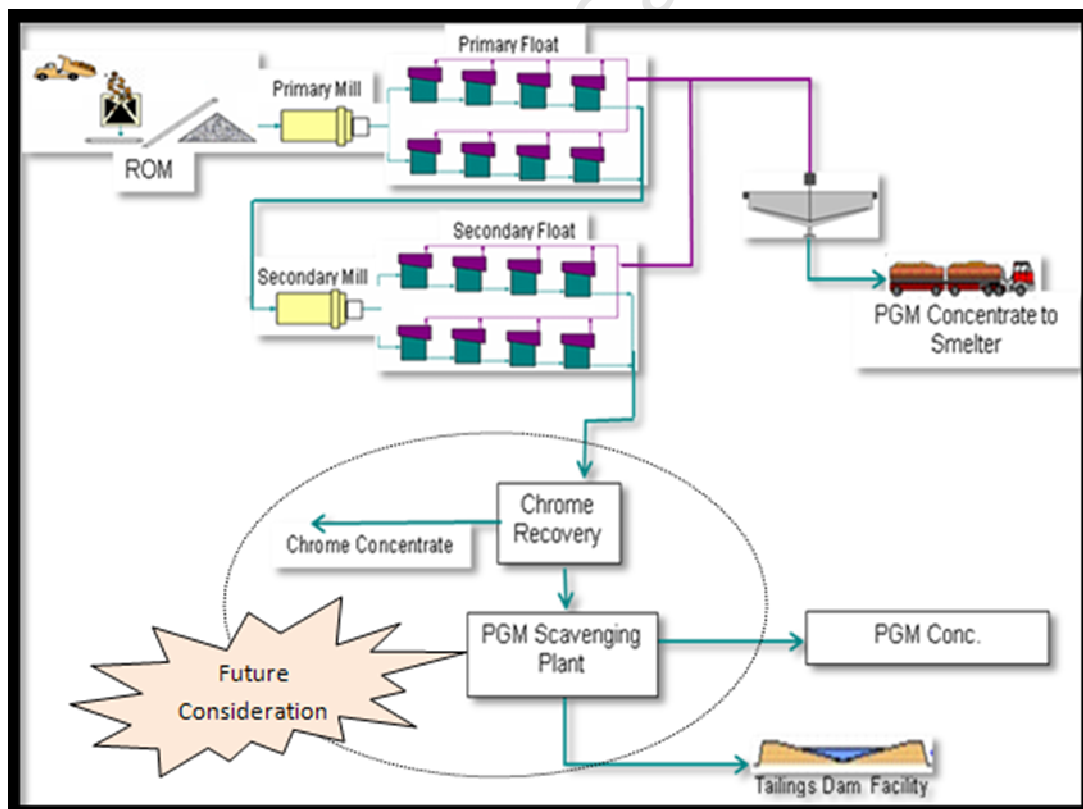 Primary Float
Primary Mill
ROM
Secondary Float
Secondary Mill
PGM Concentrate to
Smelter
Chrome
Recovery
Chrome Concentrate
PGM Scavenging
Plant
PGM Conc.
Future
Consideration
Tailings Dam Facility